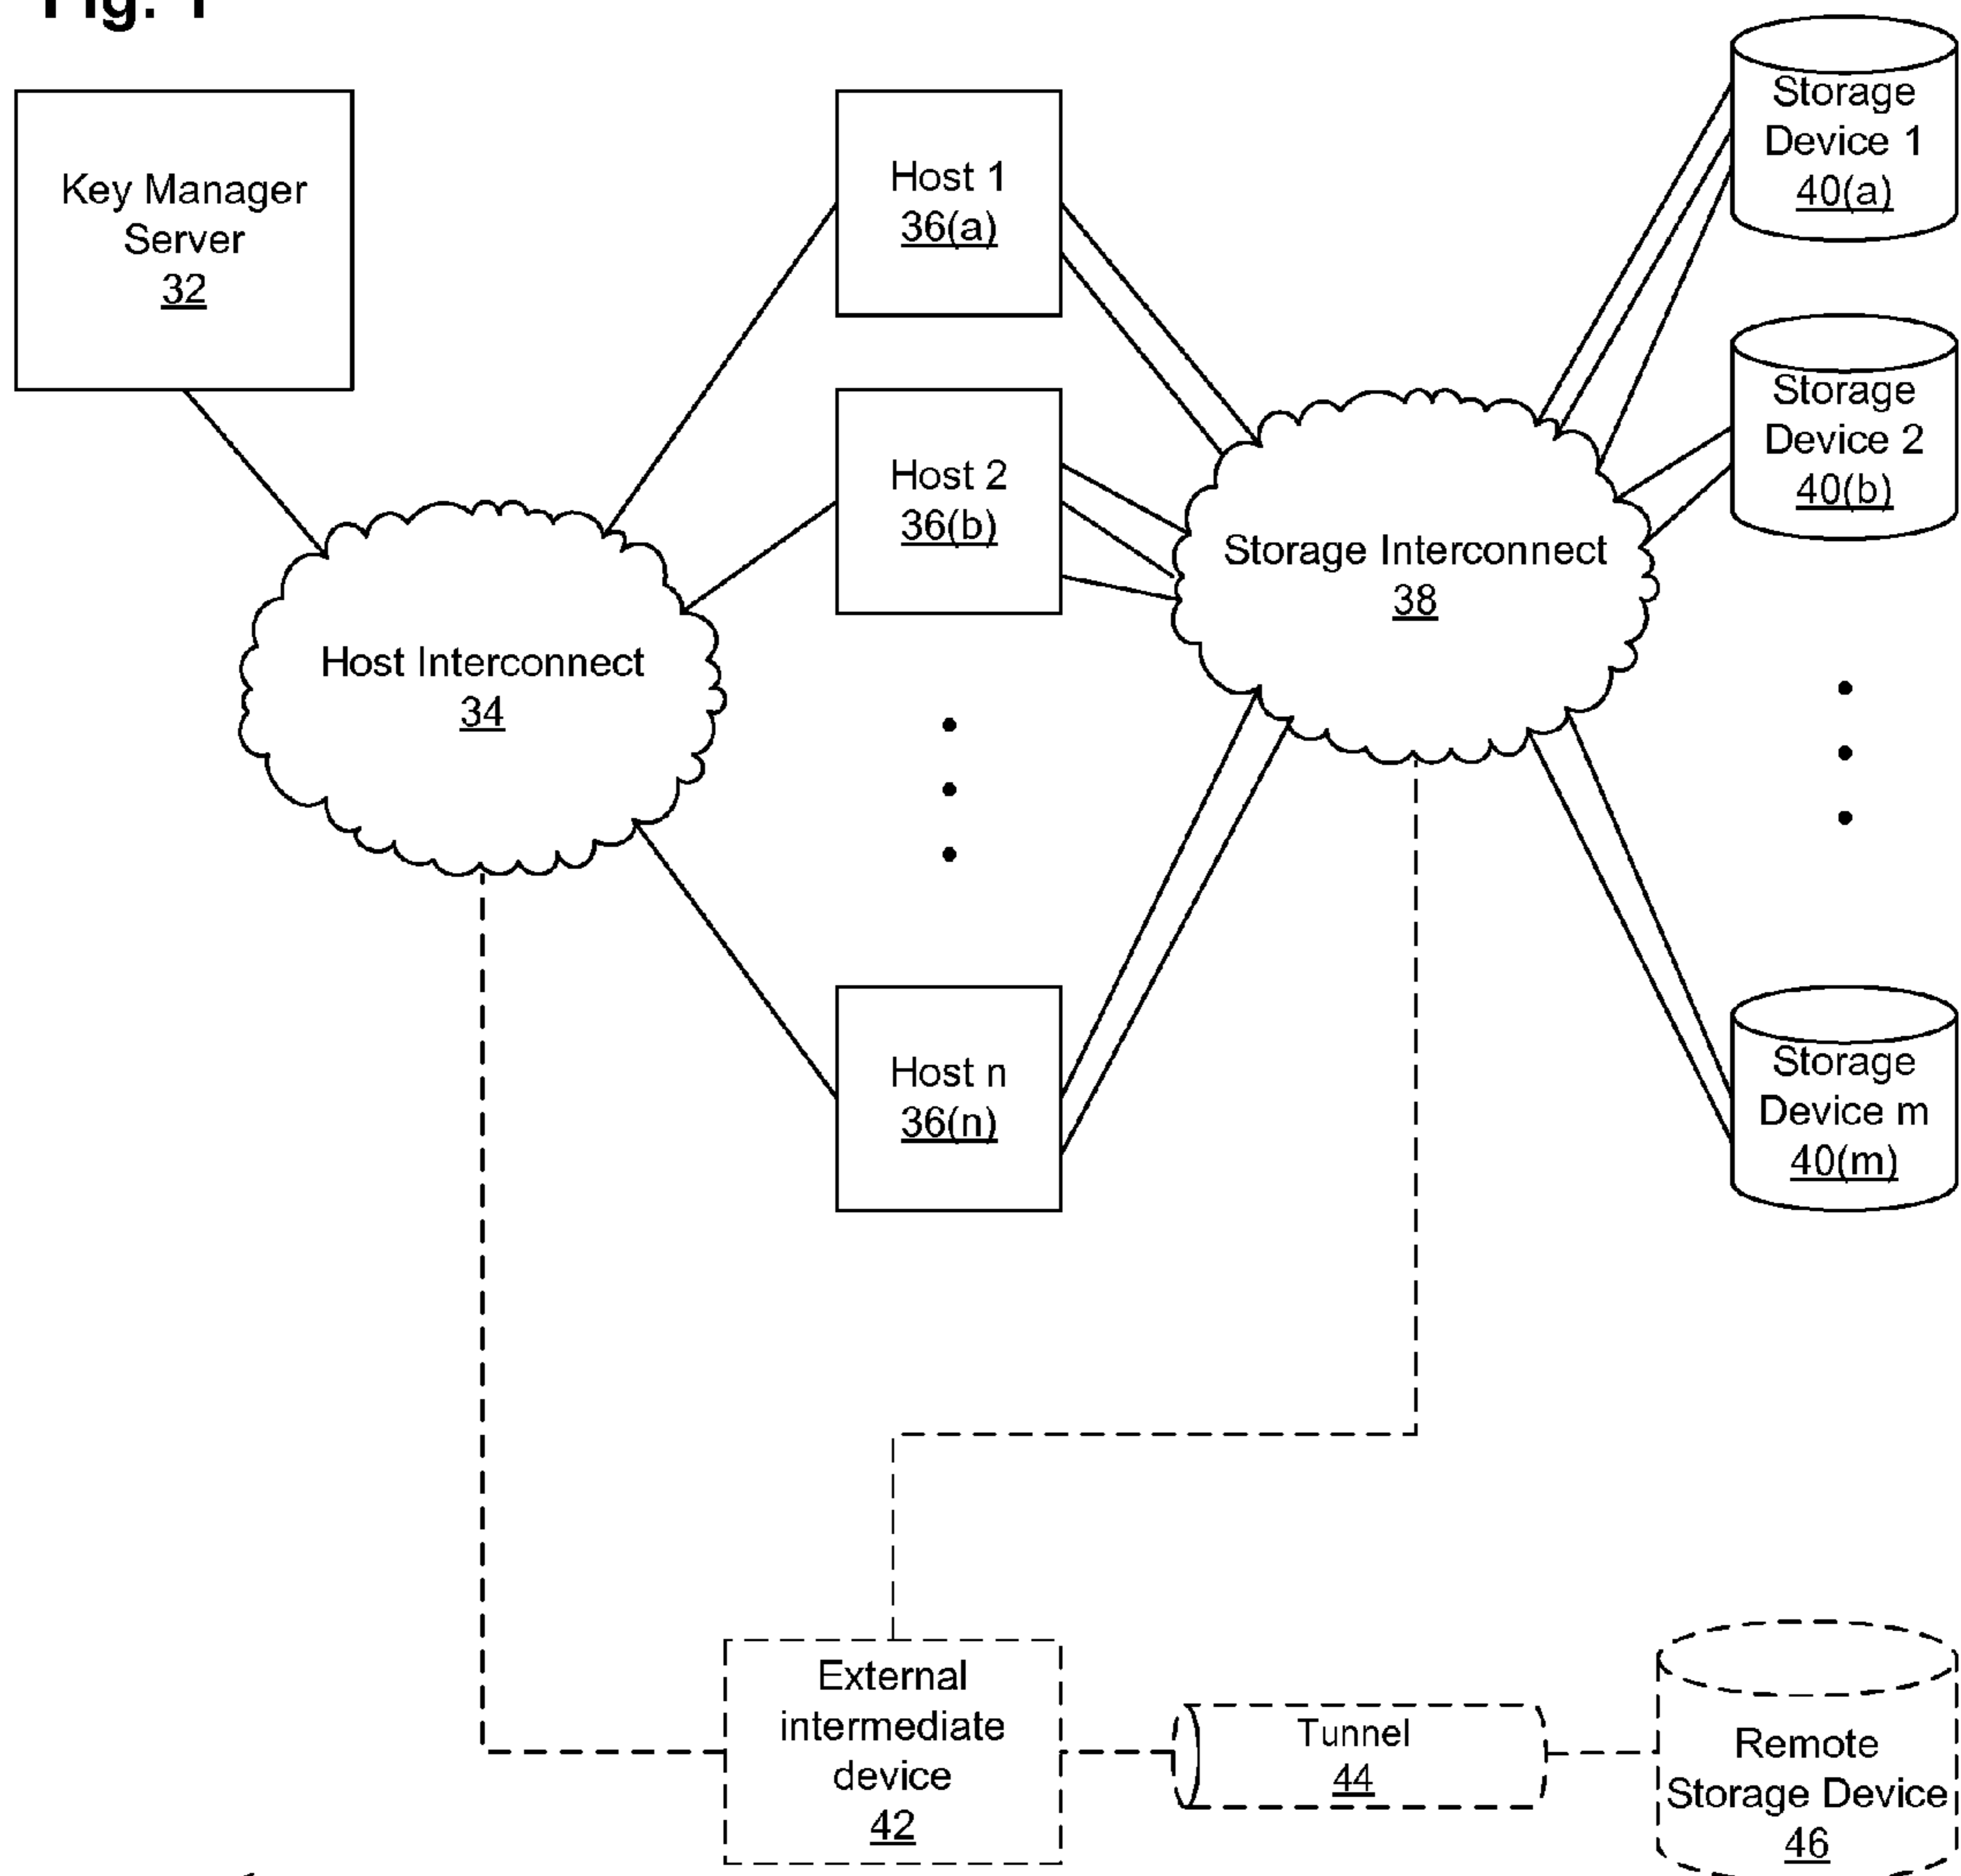 Fig. 1
Key Manager
Server
32
Host 1
36(a)
Storage
Device 1
40(a)
Host 2
36(b)
Storage
Device 2
40(b)
Storage Interconnect
38
Host Interconnect
34
Host n
36(n)
Storage
Device m
40(m)
External
intermediate
device
42
Tunnel
44
Remote
Storage Device
46